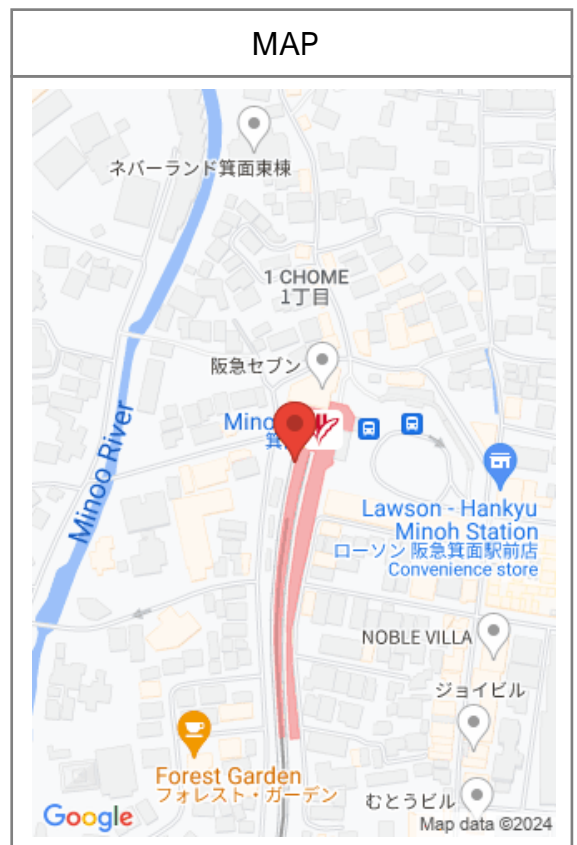 MAP
ネバーランド箕面東棟
1 CHOME
1丁目
阪急セブン
Minoo River
Lawson - Hankyu
Minoh Station
ローソン 阪急箕面駅前店
Convenience store
NOBLE VILLA
ジョイビル
Forest Garden
フォレスト・ガーデン
むとうビル
Google
Map data ©2024